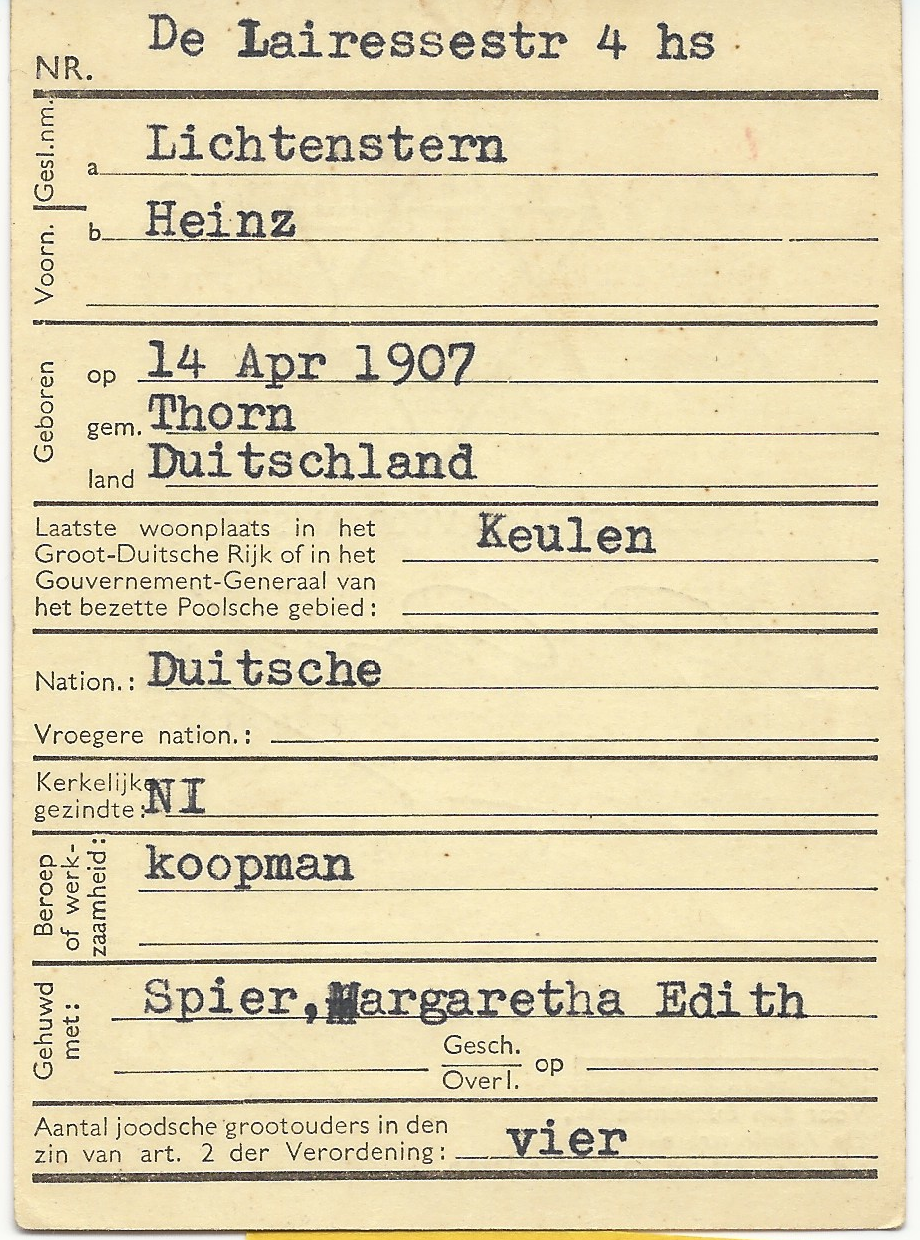 De Lairessestr 4 hs
NR.
Gesl.nm. a Lichtenstern
Voorn. b Heinz
Geboren op 14 Apr 1907
gem. Thorn
land Duitschland
Laatste woonplaats in het Keulen
Groot-Duitsche Rijk of in het
Gouvernement-Generaal van
het bezette Poolsche gebied:
Nation.: Duitsche
Vroegere nation.:
Kerkelijke NI
gezindte:
Beroep koopman
of werk-
zaamheid:
Gehuwd Spier, Margaretha Edith
met:
Gesch.
Overl. op
Aantal joodsche grootouders in den
zin van art. 2 der Verordening: vier